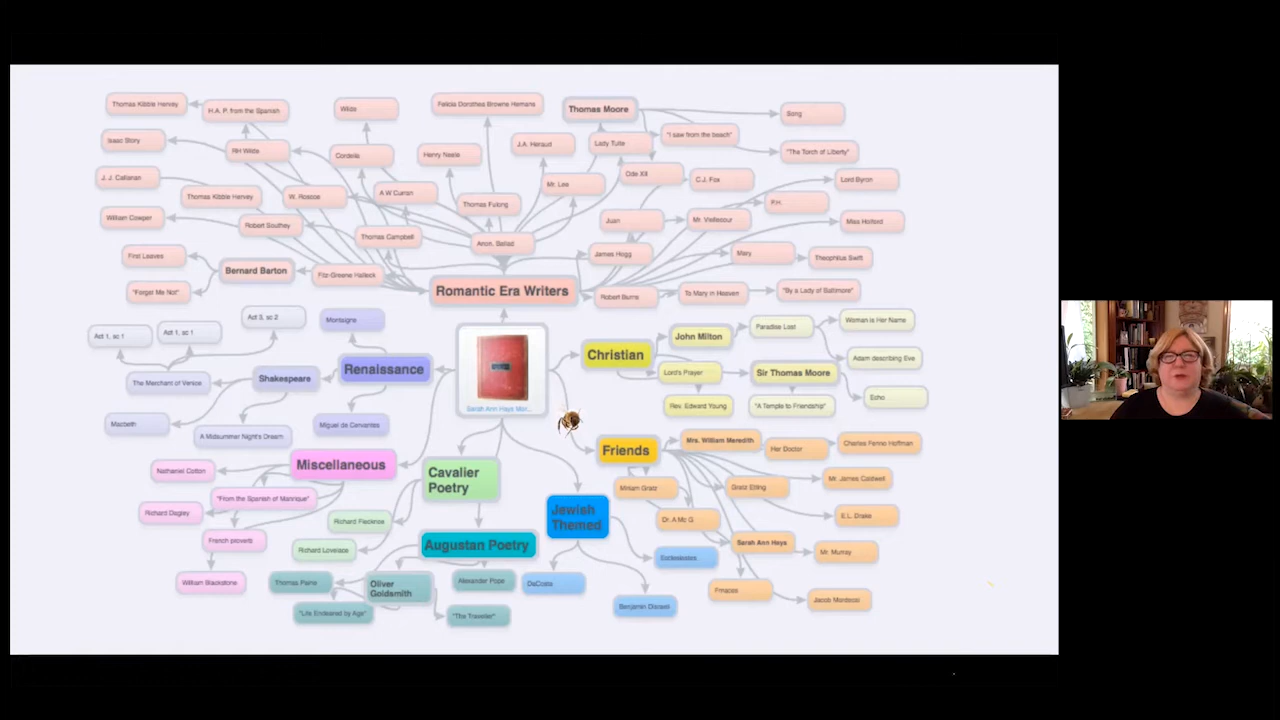 Thomas Kibble Hervey
H.A. P. from the Spanish
Wilde
Felicia Dorothea Browne Hemans
Thomas Moore
Song
Isaac Story
RH Wilde
Cordelia
Henry Neele
J.A. Heraud
Lady Tuite
"I saw from the beach"
"The Torch of Liberty"
J. J. Callanan
Thomas Kibble Hervey
W. Roscoe
A W Curran
Thomas Fulong
Mr. Lee
Ode XII
C.J. Fox
Lord Byron
William Cowper
Robert Southey
Thomas Campbell
Anon. Ballad
Juan
Mr. Viellecour
P.H.
Miss Holford
First Leaves
Bernard Barton
Fitz-Greene Halleck
James Hogg
Mary
Theophilus Swift
"Forget Me Not"
Romantic Era Writers
Robert Burns
To Mary in Heaven
"By a Lady of Baltimore"
Act 3, sc 2
Act 1, sc 1
Act 1, sc 1
Montaigne
Renaissance
Shakespeare
The Merchant of Venice
Macbeth
A Midsummer Night's Dream
Miguel de Cervantes
Sarah Ann Hays Mor...
Christian
John Milton
Paradise Lost
Woman is Her Name
Adam describing Eve
Lord's Prayer
Sir Thomas Moore
Echo
Rev. Edward Young
"A Temple to Friendship"
Miscellaneous
Nathaniel Cotton
"From the Spanish of Manrique"
Richard Dagley
French proverb
William Blackstone
Cavalier
Poetry
Richard Flecknoe
Richard Lovelace
Augustan Poetry
Thomas Paine
Oliver
Goldsmith
Alexander Pope
"Life Endeared by Age"
"The Traveller"
Jewish
Themed
Ecclesiastes
DaCosta
Benjamin Disraeli
Friends
Mrs. William Meredith
Her Doctor
Charles Fenno Hoffman
Miriam Gratz
Gratz Etting
Mr. James Caldwell
Dr. A Mc G
E.L. Drake
Sarah Ann Hays
Mr. Murray
Jacob Mordecai